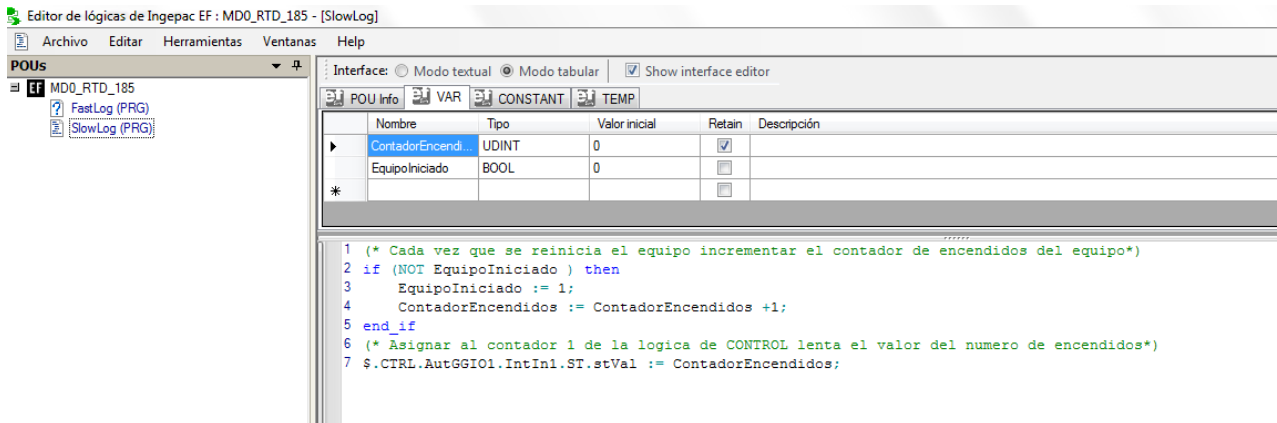 Editor de lógicas de Ingepac EF : MD0_RTD_185 - [SlowLog]
Archivo Editar Herramientas Ventanas Help
POUs
Interface: Modo textual Modo tabular Show interface editor
EF MD0_RTD_185
FastLog (PRG)
SlowLog (PRG)
POU Info VAR CONSTANT TEMP
Nombre Tipo Valor inicial Retain Descripción
ContadorEncendi... UDINT 0
EquipoIniciado BOOL 0
1 (* Cada vez que se reinicia el equipo incrementar el contador de encendidos del equipo*)
2 if (NOT EquipoIniciado ) then
3 EquipoIniciado := 1;
4 ContadorEncendidos := ContadorEncendidos +1;
5 end_if
6 (* Asignar al contador 1 de la logica de CONTROL lenta el valor del numero de encendidos*)
7 $.CTRL.AutGGIO1.IntIn1.ST.stVal := ContadorEncendidos;